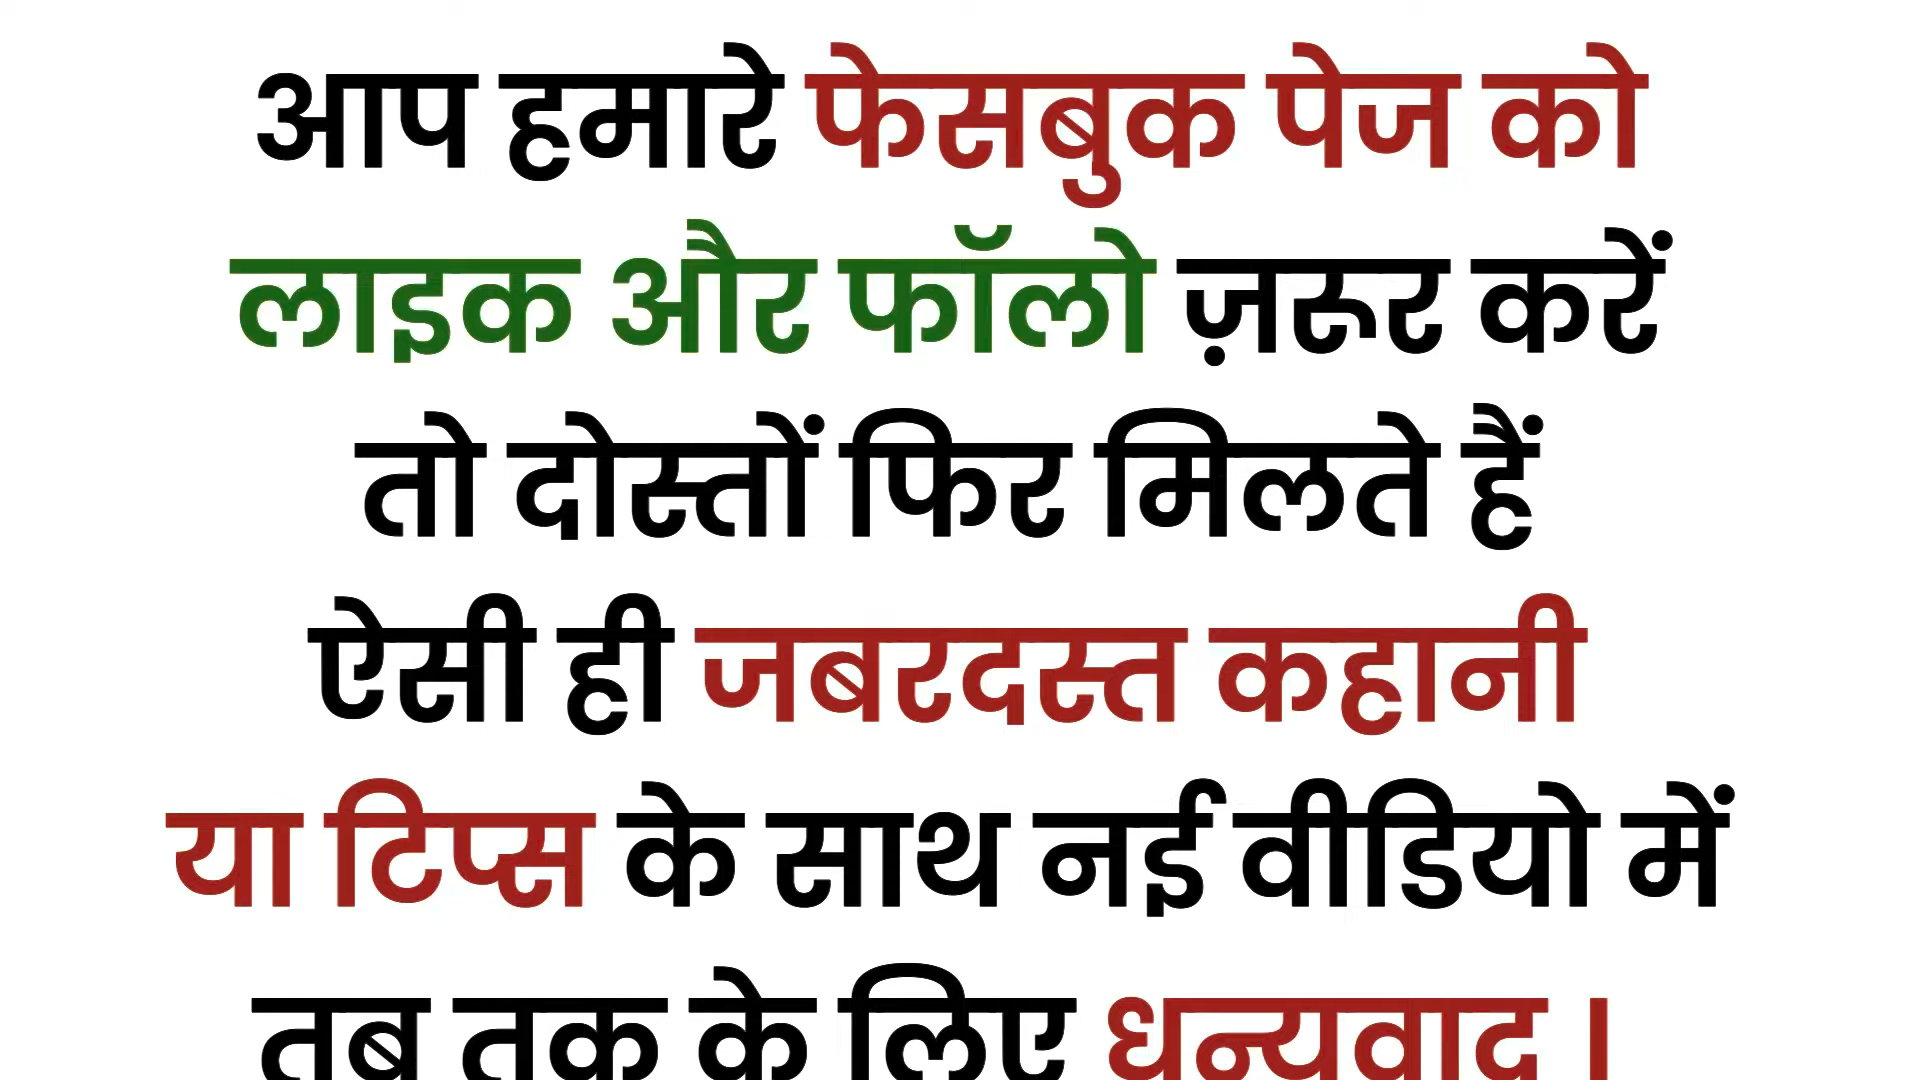 आप हमारे फेसबुक पेज को
लाइक और फॉलो ज़रूर करें
तो दोस्तों फिर मिलते हैं
ऐसी ही जबरदस्त कहानी
या टिप्स के साथ नई वीडियो में
तब तक के लिए धन्यवाद ।